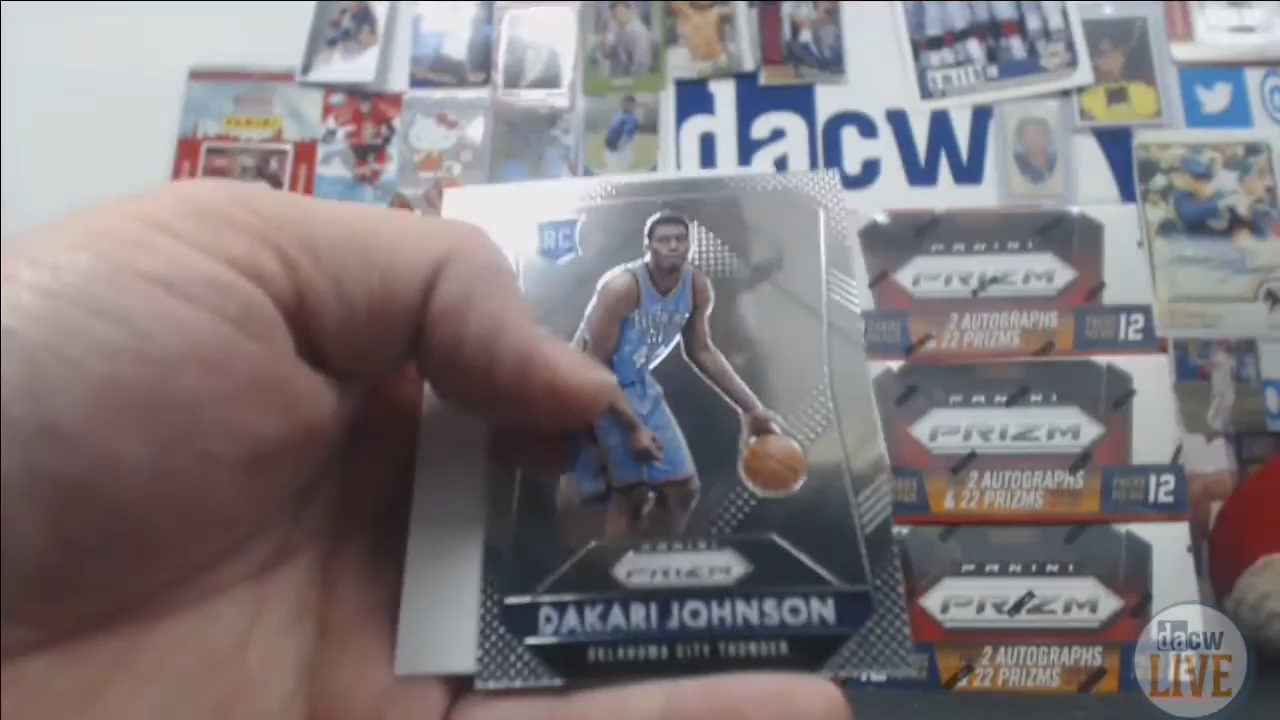 dacw
PANINI
RC
PANINI
PRIZM
DAKARI JOHNSON
OKLAHOMA CITY THUNDER
PANINI
PRIZM
2 AUTOGRAPHS
& 22 PRIZMS
12
PANINI
PRIZM
2 AUTOGRAPHS
& 22 PRIZMS
12
PANINI
PRIZM
2 AUTOGRAPHS
& 22 PRIZMS
dacw
LIVE